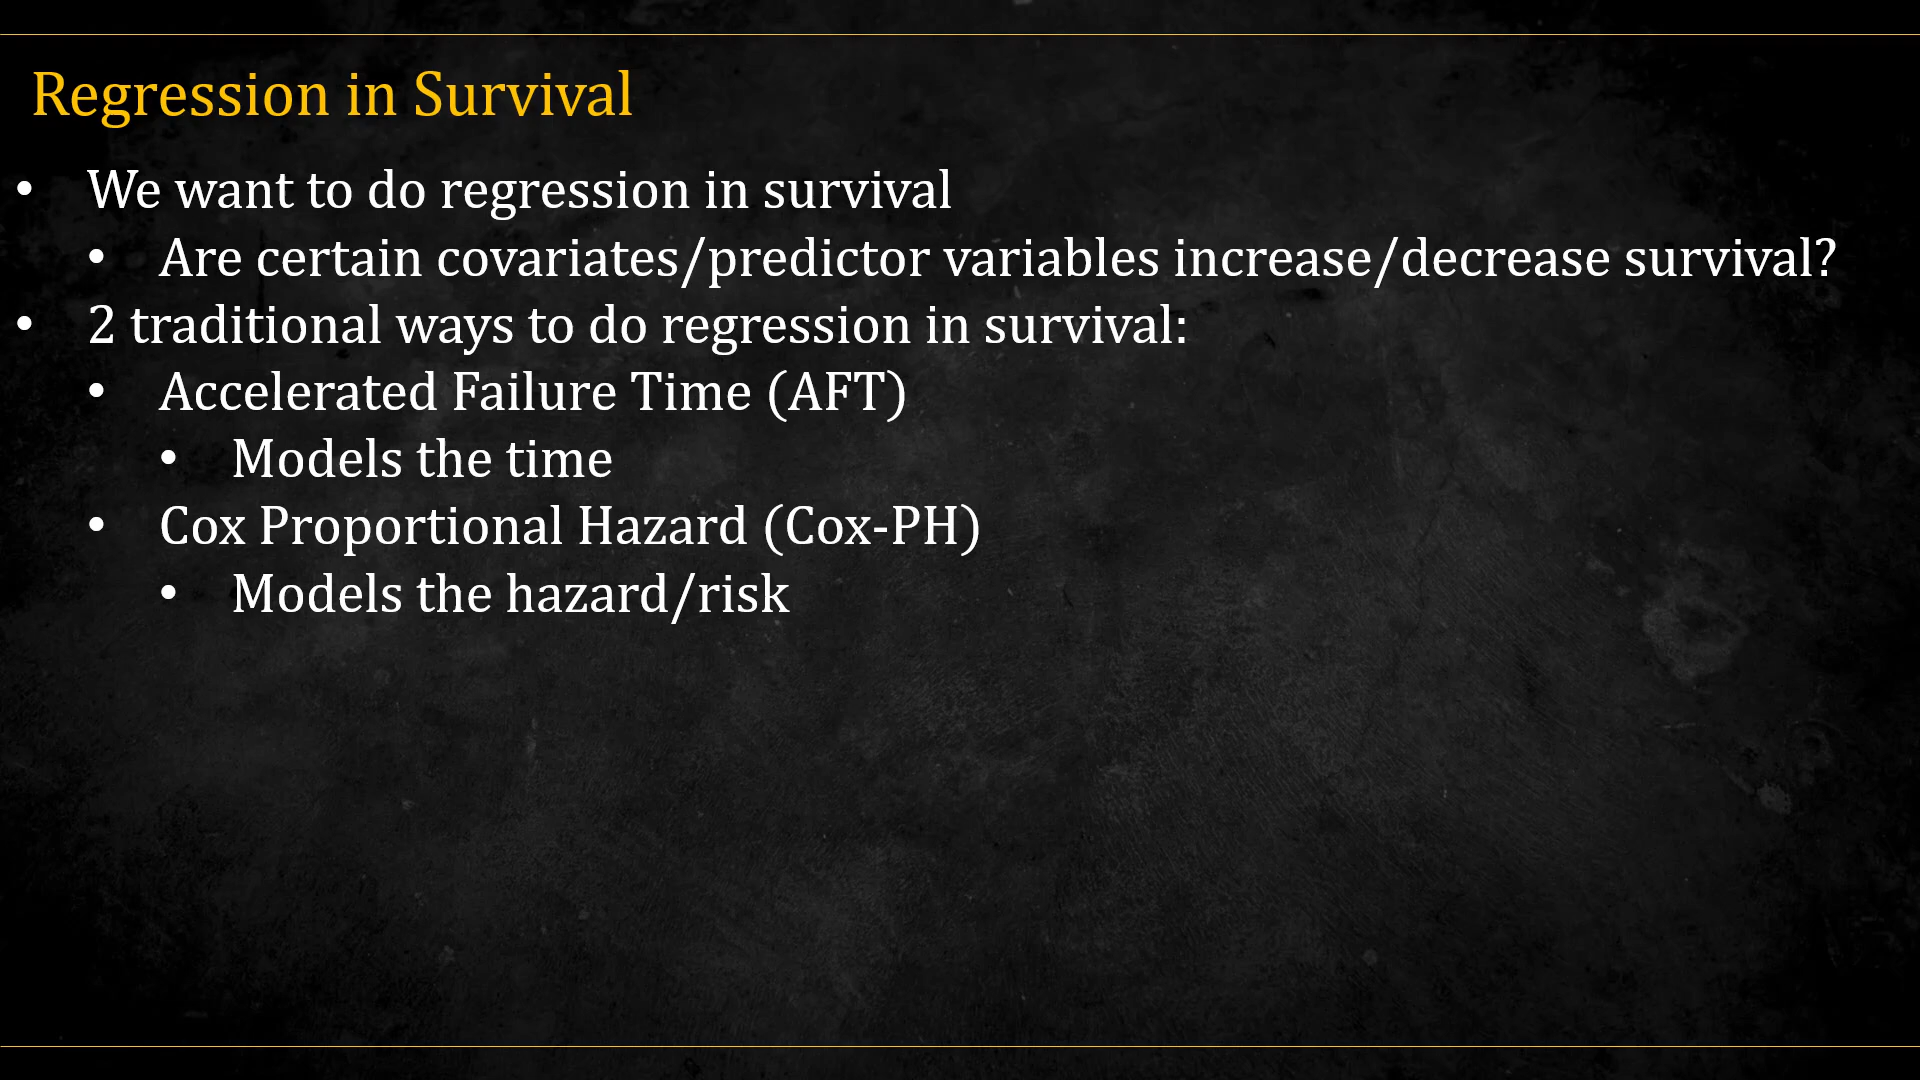 Regression in Survival
• We want to do regression in survival
• Are certain covariates/predictor variables increase/decrease survival?
• 2 traditional ways to do regression in survival:
• Accelerated Failure Time (AFT)
• Models the time
• Cox Proportional Hazard (Cox-PH)
• Models the hazard/risk